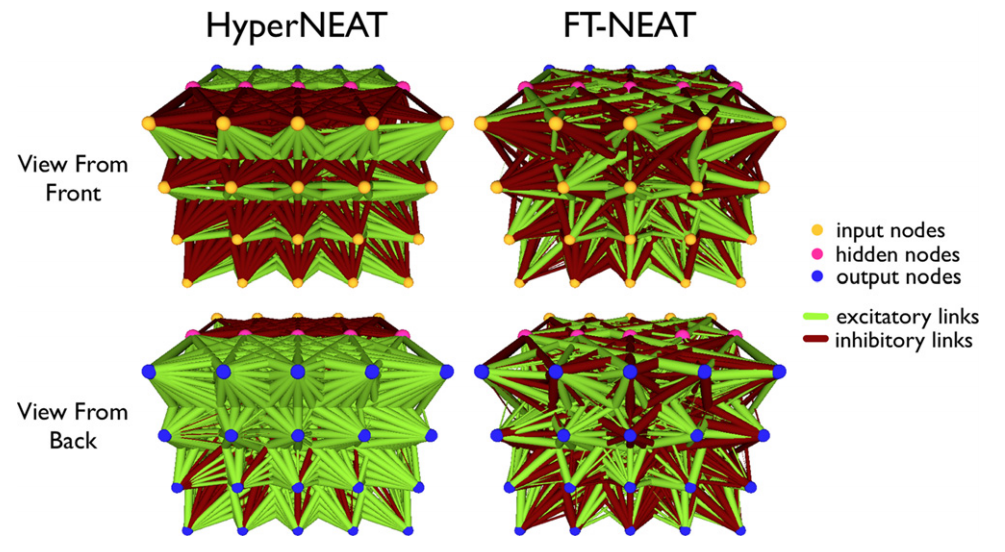 HyperNEAT
FT-NEAT
View From
Front
input nodes
hidden nodes
output nodes
excitatory links
inhibitory links
View From
Back